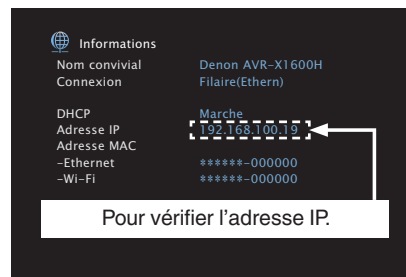 Informations
Nom convivial Denon AVR-X1600H
Connexion Filaire(Ethern)
DHCP Marche
Adresse IP 192.168.100.19
Adresse MAC
-Ethernet ******-000000
-Wi-Fi ******-000000
Pour vérifier l'adresse IP.